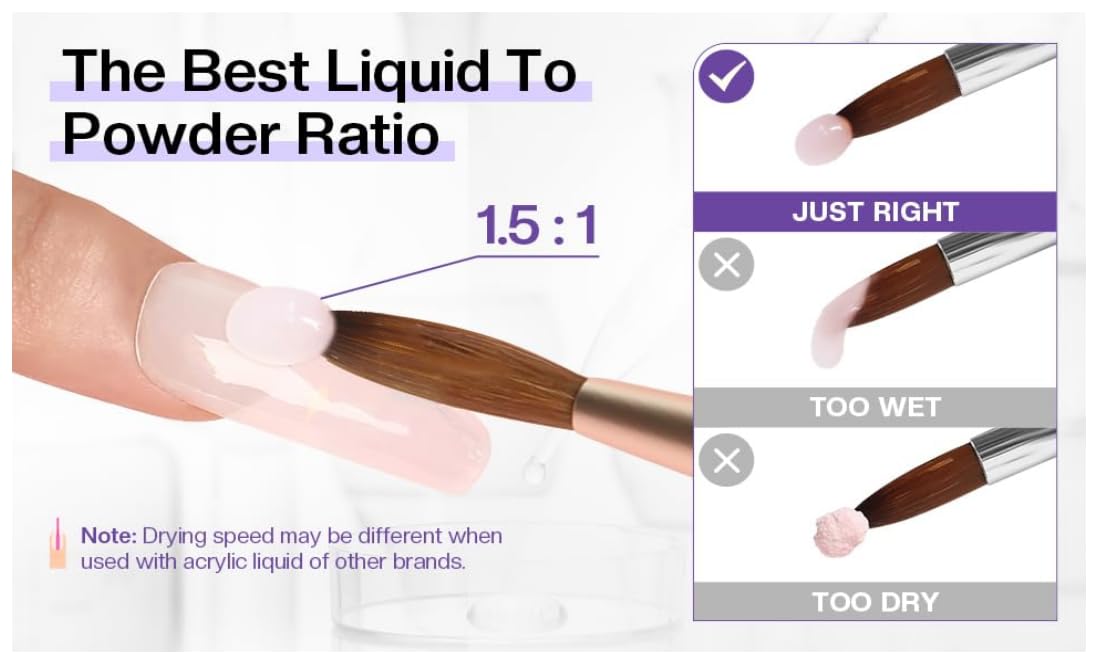 The Best Liquid To
Powder Ratio
1.5 : 1
Note: Drying speed may be different when
used with acrylic liquid of other brands.
JUST RIGHT
TOO WET
TOO DRY